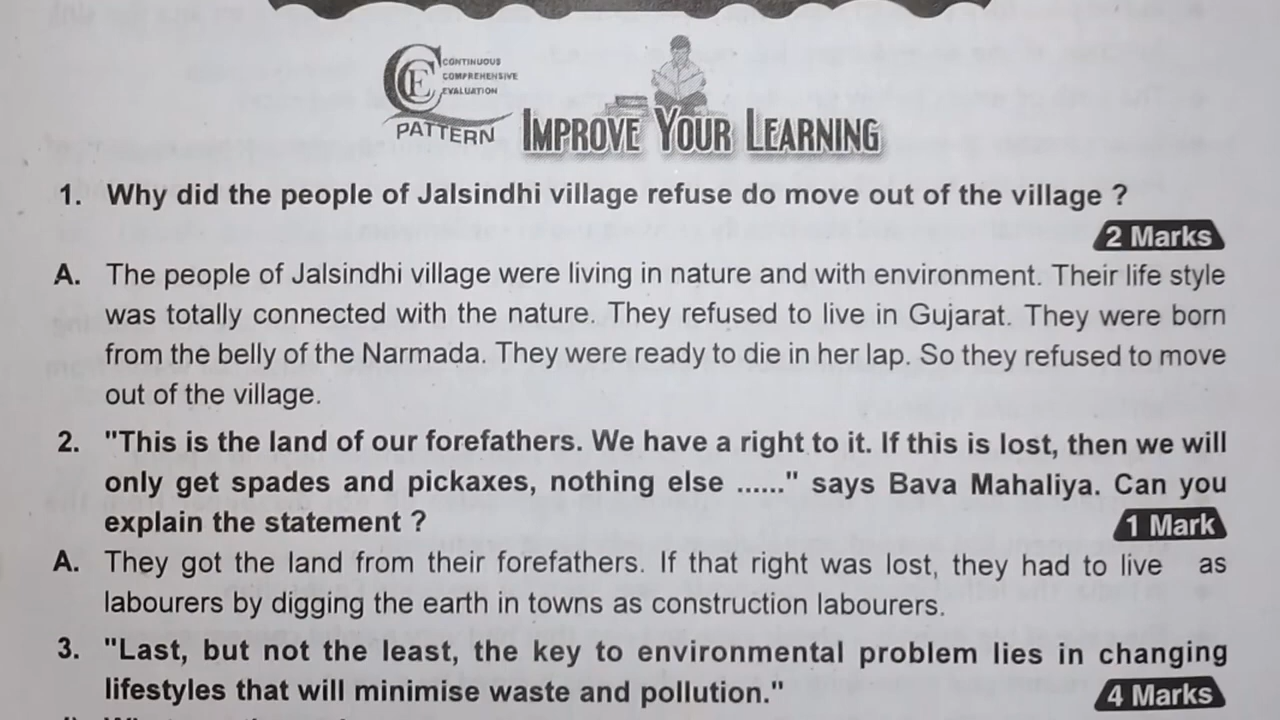 CCE CONTINUOUS
COMPREHENSIVE
EVALUATION
PATTERN
IMPROVE YOUR LEARNING
1. Why did the people of Jalsindhi village refuse do move out of the village ?
2 Marks
A. The people of Jalsindhi village were living in nature and with environment. Their life style
was totally connected with the nature. They refused to live in Gujarat. They were born
from the belly of the Narmada. They were ready to die in her lap. So they refused to move
out of the village.
2. "This is the land of our forefathers. We have a right to it. If this is lost, then we will
only get spades and pickaxes, nothing else ......" says Bava Mahaliya. Can you
explain the statement ?
1 Mark
A. They got the land from their forefathers. If that right was lost, they had to live as
labourers by digging the earth in towns as construction labourers.
3. "Last, but not the least, the key to environmental problem lies in changing
lifestyles that will minimise waste and pollution."
4 Marks